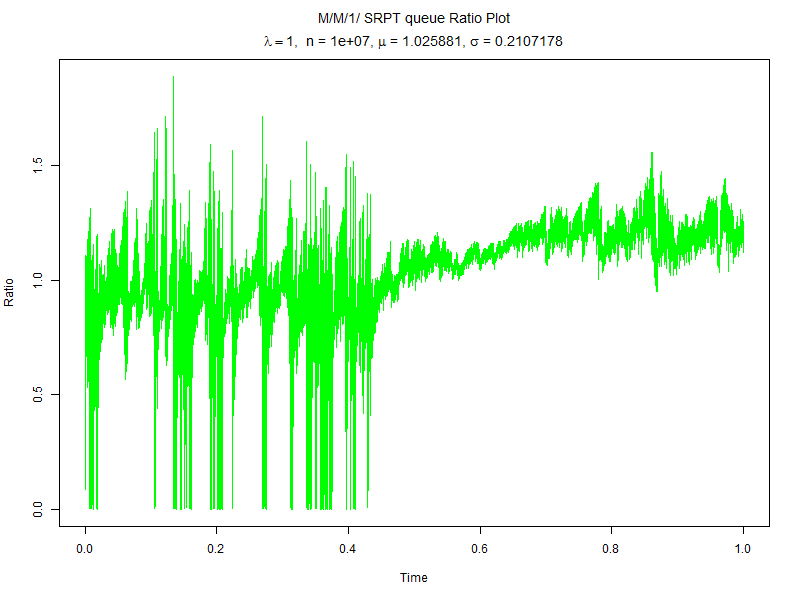 M/M/1/ SRPT queue Ratio Plot
λ = 1, n = 1e+07, μ = 1.025881, σ = 0.2107178
1.5
1.0
0.5
0.0
Ratio
0.0 0.2 0.4 0.6 0.8 1.0
Time